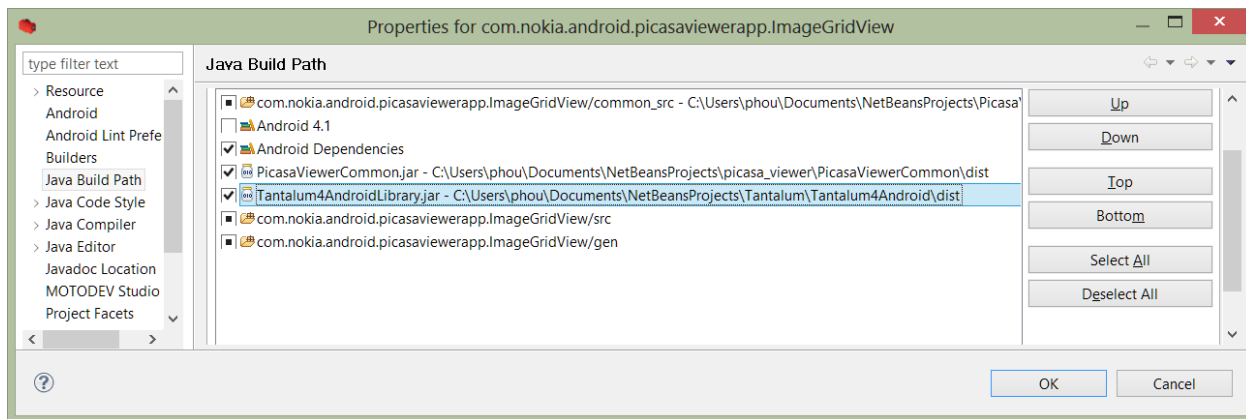 Properties for com.nokia.android.picasaviewerapp.ImageGridView
type filter text
Resource
Android
Android Lint Prefe
Builders
Java Build Path
Java Code Style
Java Compiler
Java Editor
Javadoc Location
MOTODEV Studio
Project Facets
Java Build Path
com.nokia.android.picasaviewerapp.ImageGridView/common_src - C:\Users\phou\Documents\NetBeansProjects\Picasa
Android 4.1
Android Dependencies
PicasaViewerCommon.jar - C:\Users\phou\Documents\NetBeansProjects\picasa_viewer\PicasaViewerCommon\dist
Tantalum4AndroidLibrary.jar - C:\Users\phou\Documents\NetBeansProjects\Tantalum\Tantalum4Android\dist
com.nokia.android.picasaviewerapp.ImageGridView/src
com.nokia.android.picasaviewerapp.ImageGridView/gen
Up
Down
Top
Bottom
Select All
Deselect All
OK
Cancel